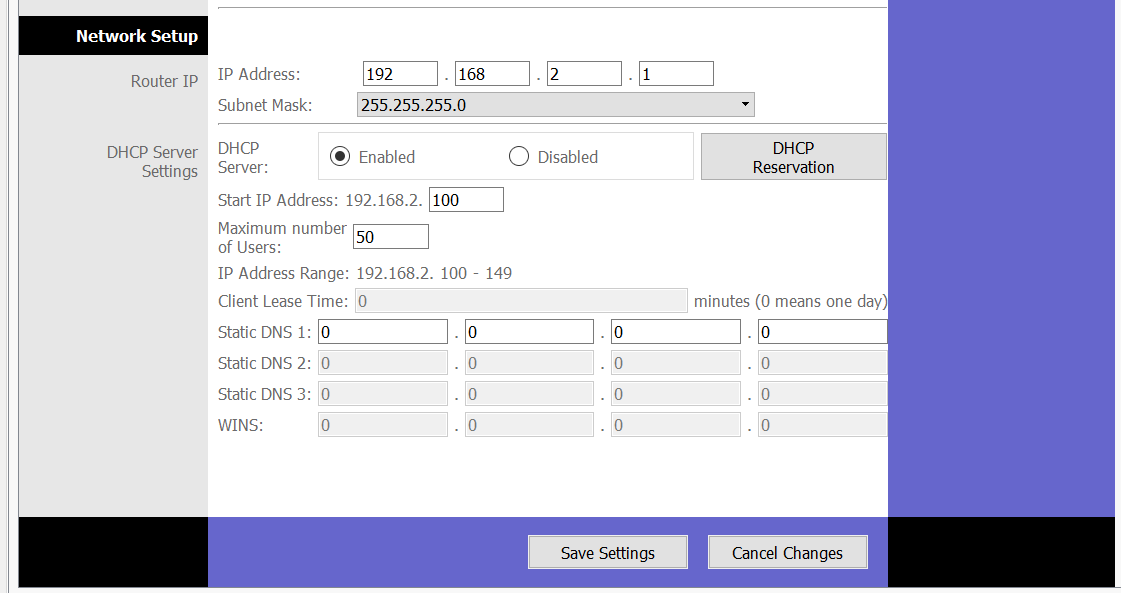 Network Setup
Router IP
IP Address: 192 . 168 . 2 . 1
Subnet Mask: 255.255.255.0
DHCP Server
Settings
DHCP
Server:
Enabled
Disabled
DHCP
Reservation
Start IP Address: 192.168.2. 100
Maximum number
of Users:
50
IP Address Range: 192.168.2. 100 - 149
Client Lease Time: 0 minutes (0 means one day)
Static DNS 1: 0 . 0 . 0 . 0
Static DNS 2: 0 . 0 . 0 . 0
Static DNS 3: 0 . 0 . 0 . 0
WINS: 0 . 0 . 0 . 0
Save Settings
Cancel Changes